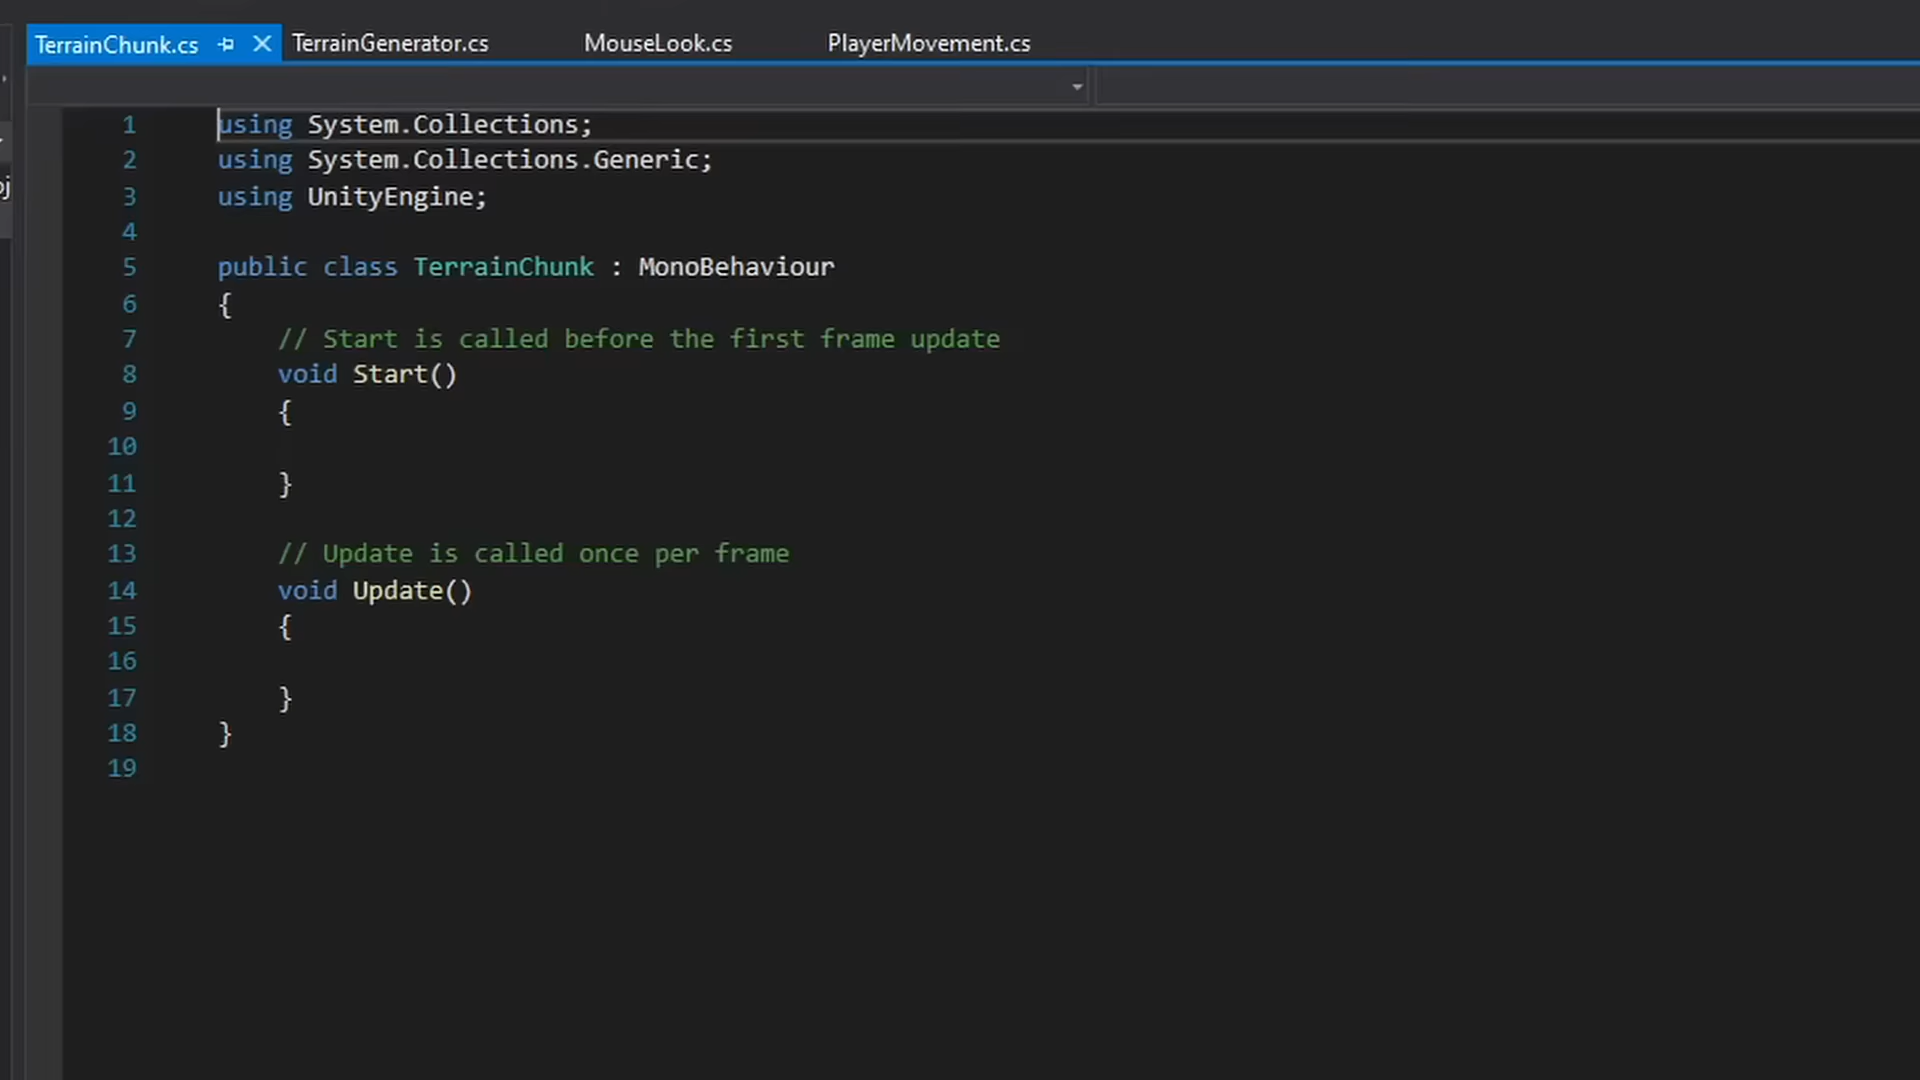 TerrainChunk.cs TerrainGenerator.cs MouseLook.cs PlayerMovement.cs
1 using System.Collections;
2 using System.Collections.Generic;
3 using UnityEngine;
4
5 public class TerrainChunk : MonoBehaviour
6 {
7 // Start is called before the first frame update
8 void Start()
9 {
10
11 }
12
13 // Update is called once per frame
14 void Update()
15 {
16
17 }
18 }
19